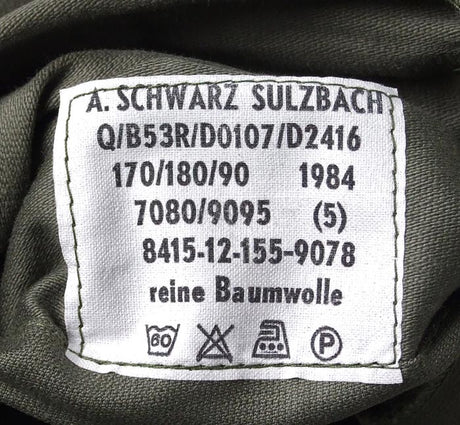 A. SCHWARZ SULZBACH
Q/B53R/D0107/D2416
170/180/90 1984
7080/9095 (5)
8415-12-155-9078
reine Baumwolle
60 P